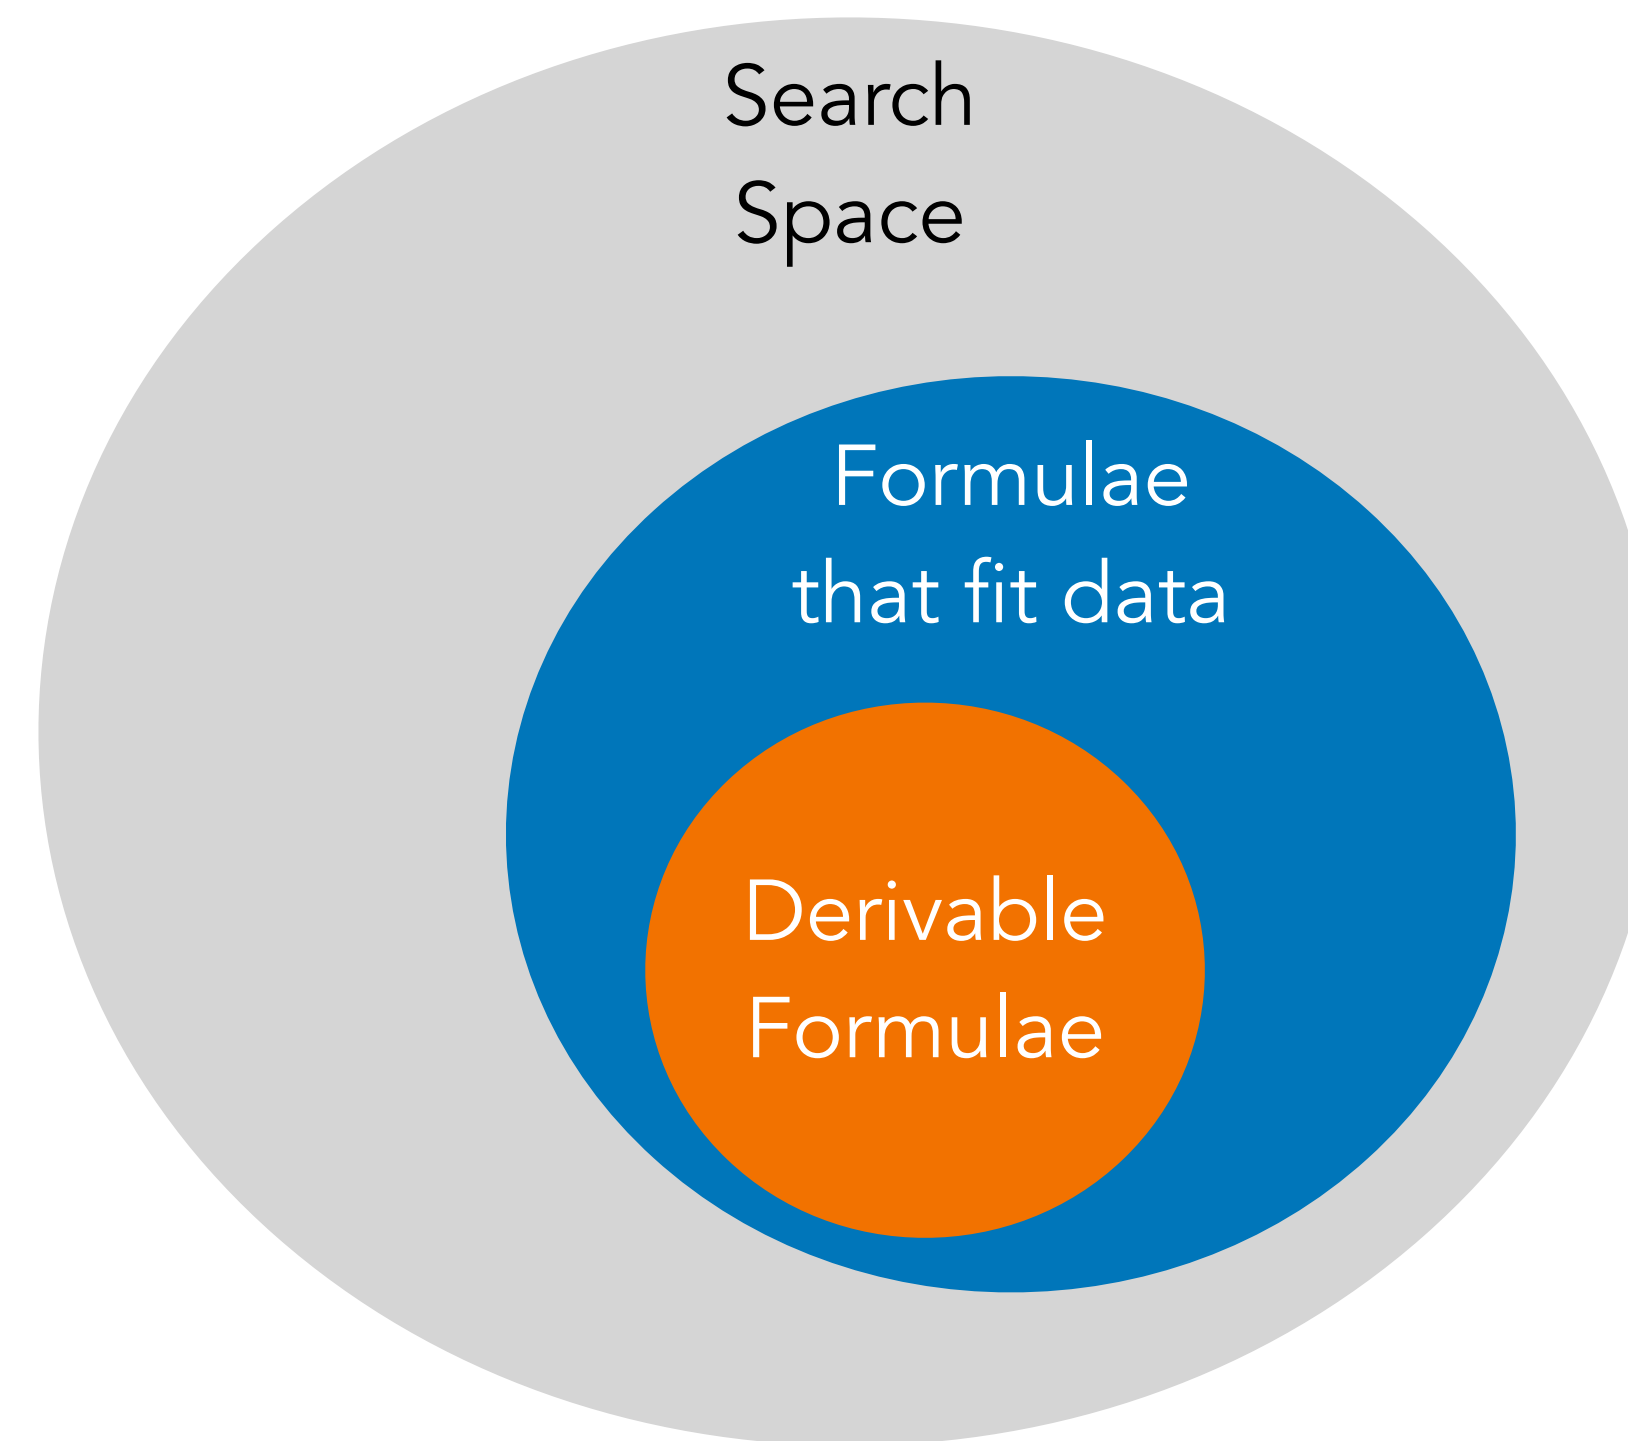 Search
Space
Formulae
that fit data
Derivable
Formulae